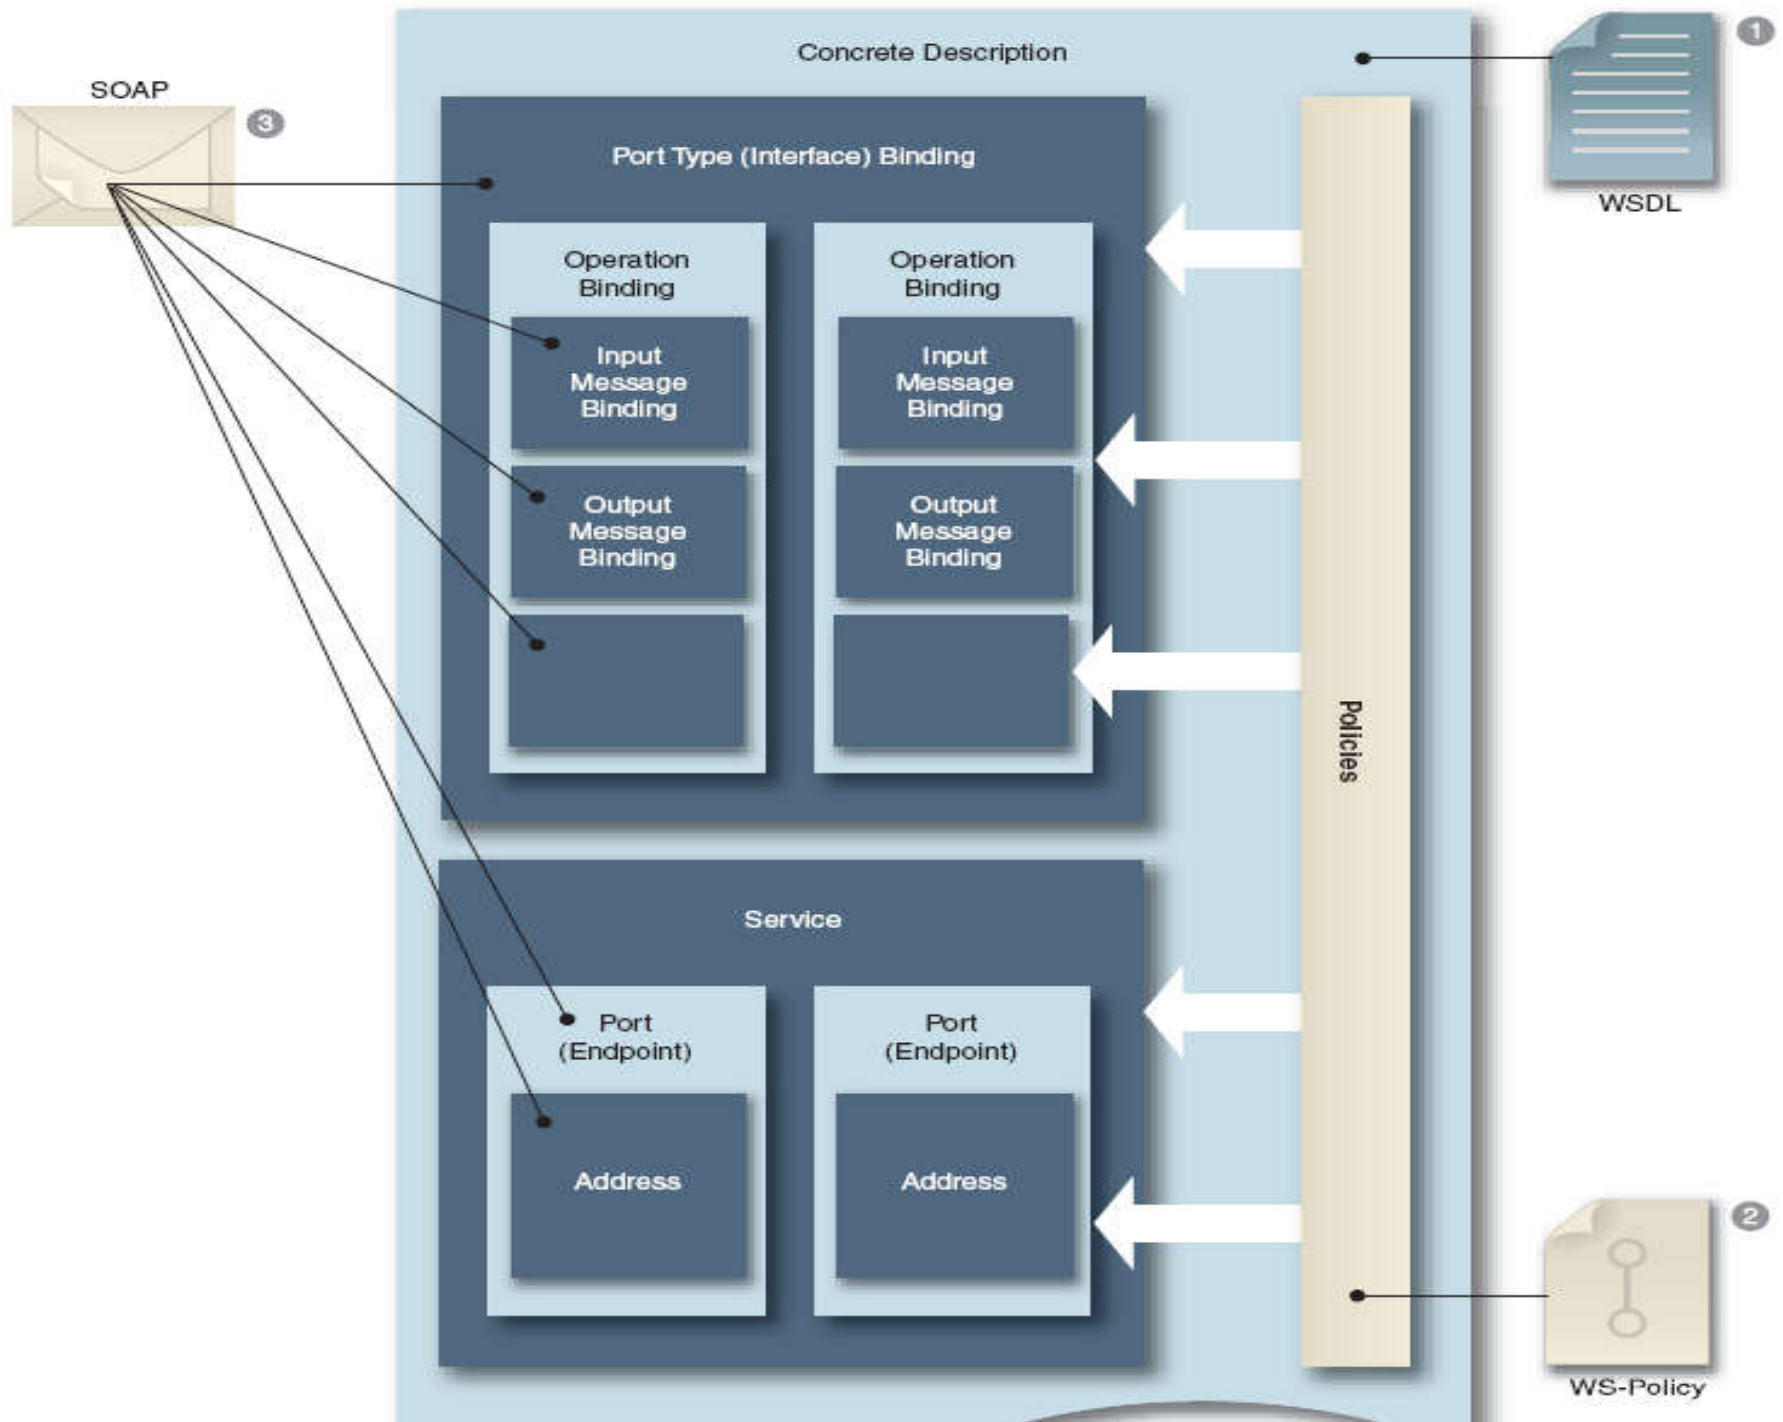 Concrete Description
1
SOAP
3
Port Type (Interface) Binding
WSDL
Operation
Binding
Input
Message
Binding
Output
Message
Binding
Operation
Binding
Input
Message
Binding
Output
Message
Binding
Policies
Service
Port
(Endpoint)
Address
Port
(Endpoint)
Address
2
WS-Policy